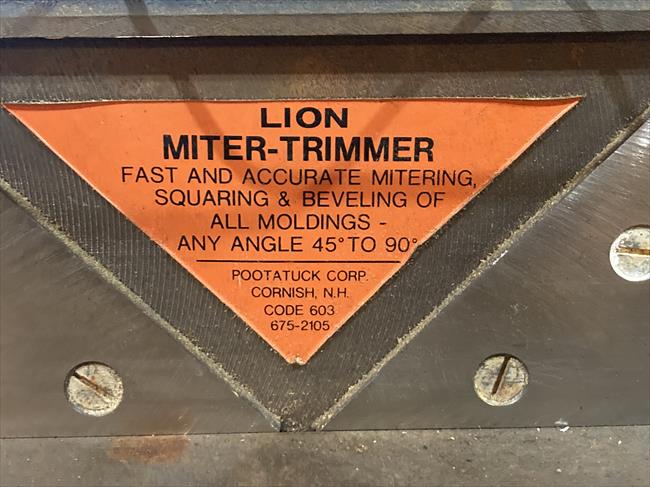 LION
MITER-TRIMMER
FAST AND ACCURATE MITERING,
SQUARING & BEVELING OF
ALL MOLDINGS -
ANY ANGLE 45° TO 90°
POOTATUCK CORP.
CORNISH, N.H.
CODE 603
675-2105